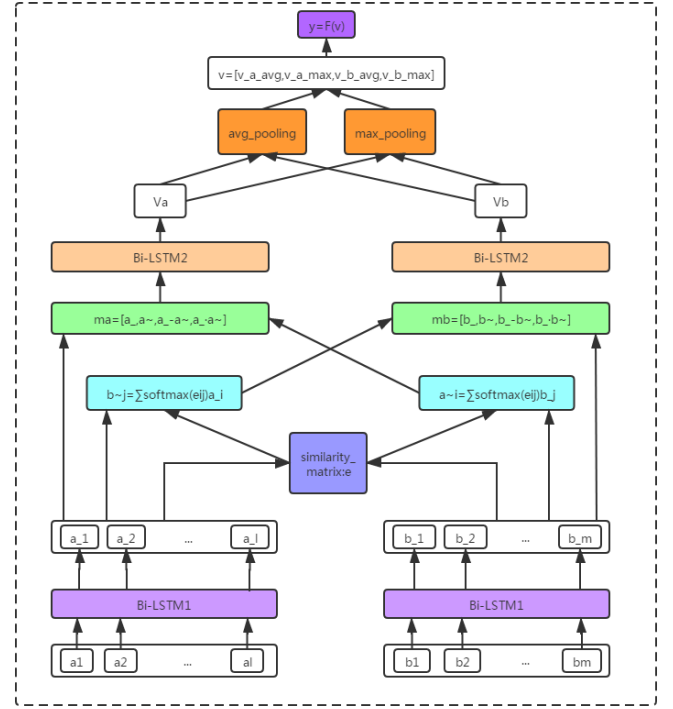 y=F(v)
v=[v_a_avg,v_a_max,v_b_avg,v_b_max]
avg_pooling
max_pooling
Va
Vb
Bi-LSTM2
Bi-LSTM2
ma=[a_,a~,a_-a~,a_·a~]
mb=[b_,b~,b_-b~,b_·b~]
b~j=∑softmax(eij)a_i
a~i=∑softmax(eij)b_j
similarity_
matrix:e
a_1 a_2 ... a_l
b_1 b_2 ... b_m
Bi-LSTM1
Bi-LSTM1
a1 a2 ... al
b1 b2 ... bm